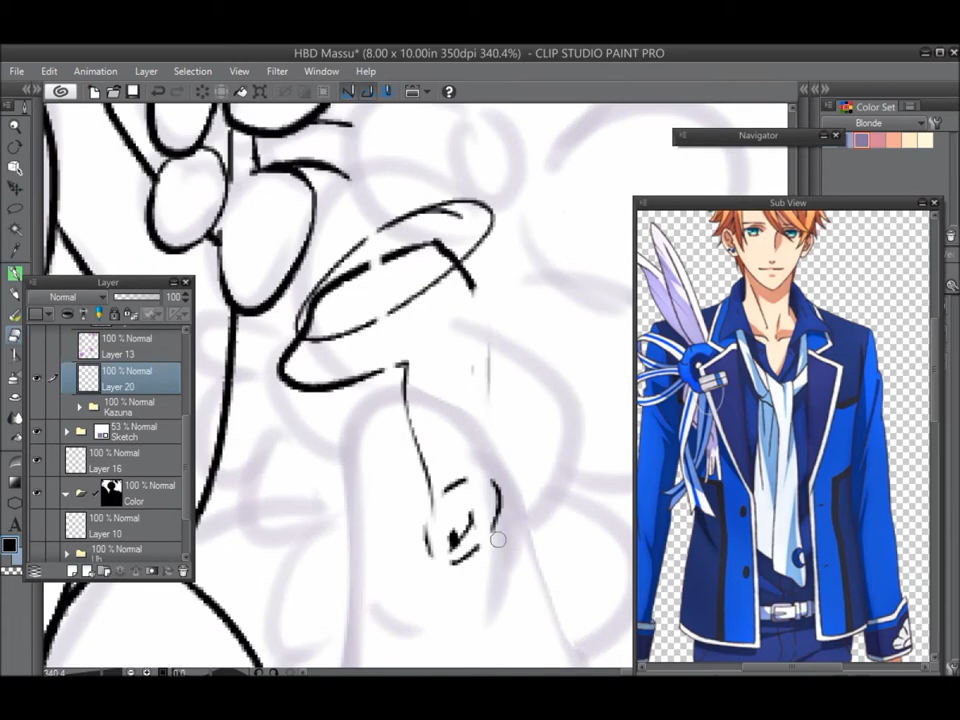 HBD Massu* (8.00 x 10.00in 350dpi 340.4%) - CLIP STUDIO PAINT PRO
File Edit Animation Layer Selection View Filter Window Help
Color Set
Blonde
Navigator
Sub View
Layer
Normal 100
100 % Normal
Layer 13
100 % Normal
Layer 20
100 % Normal
Kazuna
53 % Normal
Sketch
100 % Normal
Layer 16
100 % Normal
Color
100 % Normal
Layer 10
100 % Normal
340.4
0.0